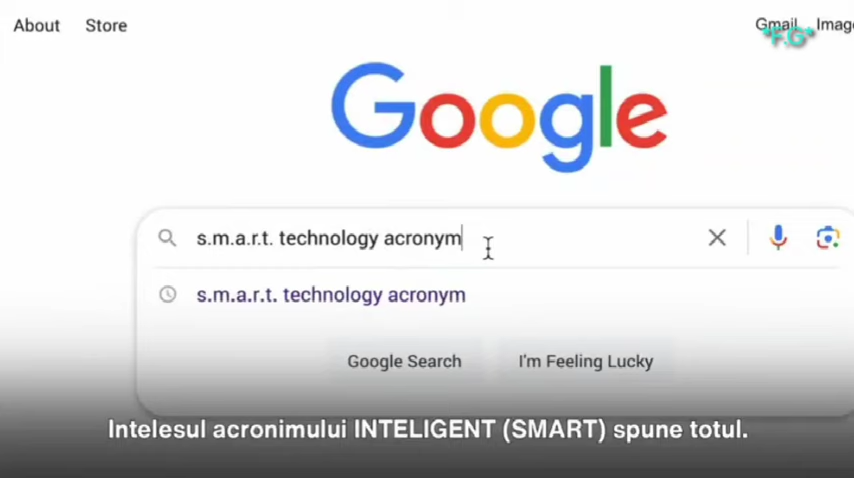 About Store Gmail Image
*F.G*
Google
s.m.a.r.t. technology acronym
s.m.a.r.t. technology acronym
Google Search I'm Feeling Lucky
Intelesul acronimului INTELIGENT (SMART) spune totul.